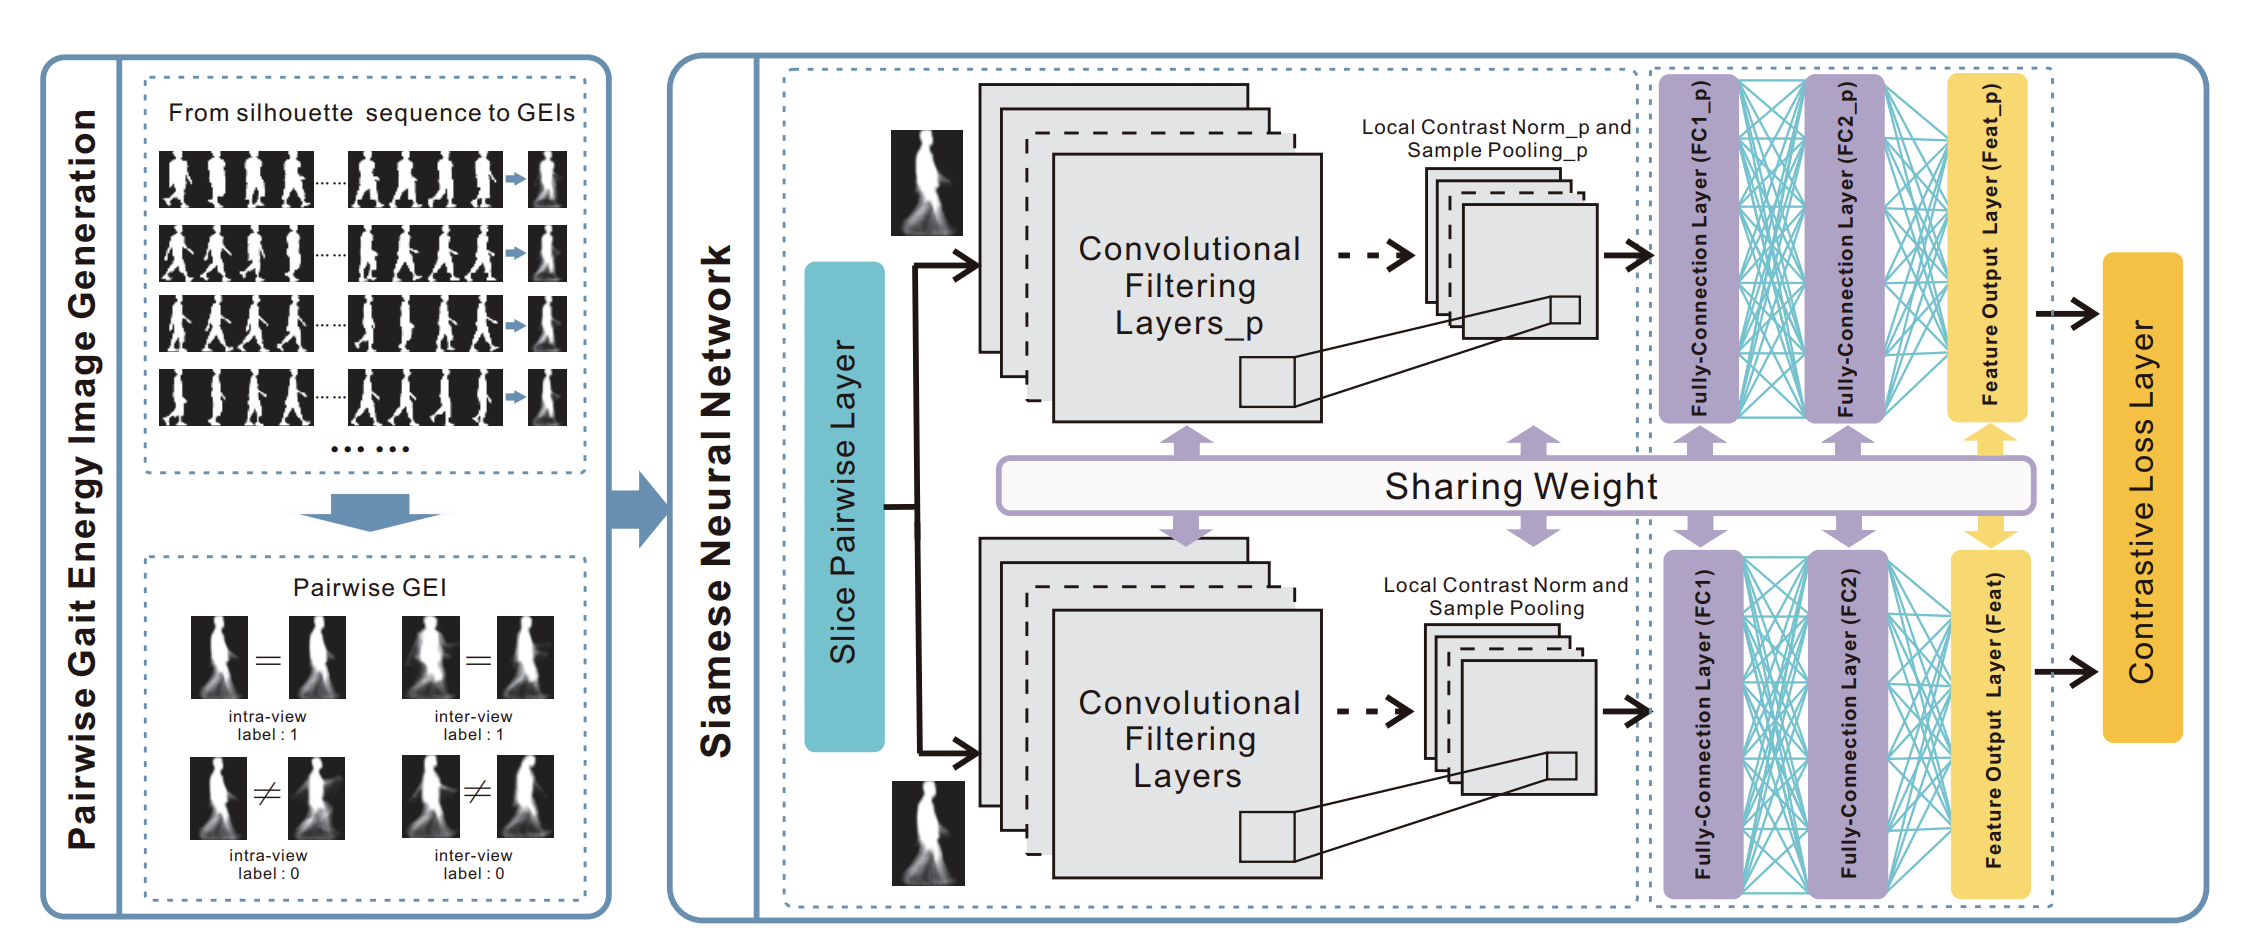 Pairwise Gait Energy Image Generation
From silhouette sequence to GEIs
...... 
......
......
......
... ...
Pairwise GEI
=
=
intra-view
label : 1
inter-view
label : 1
≠
≠
intra-view
label : 0
inter-view
label : 0
Siamese Neural Network
Slice Pairwise Layer
Convolutional
Filtering
Layers_p
Local Contrast Norm_p and
Sample Pooling_p
Fully-Connection Layer (FC1_p)
Fully-Connection Layer (FC2_p)
Feature Output Layer (Feat_p)
Sharing Weight
Convolutional
Filtering
Layers
Local Contrast Norm and
Sample Pooling
Fully-Connection Layer (FC1)
Fully-Connection Layer (FC2)
Feature Output Layer (Feat)
Contrastive Loss Layer